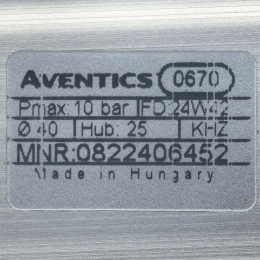 AVENTICS 0670
Pmax: 10 bar FD:24W42
Ø 40 Hub: 25 KHZ
MNR:0822406452
Made in Hungary